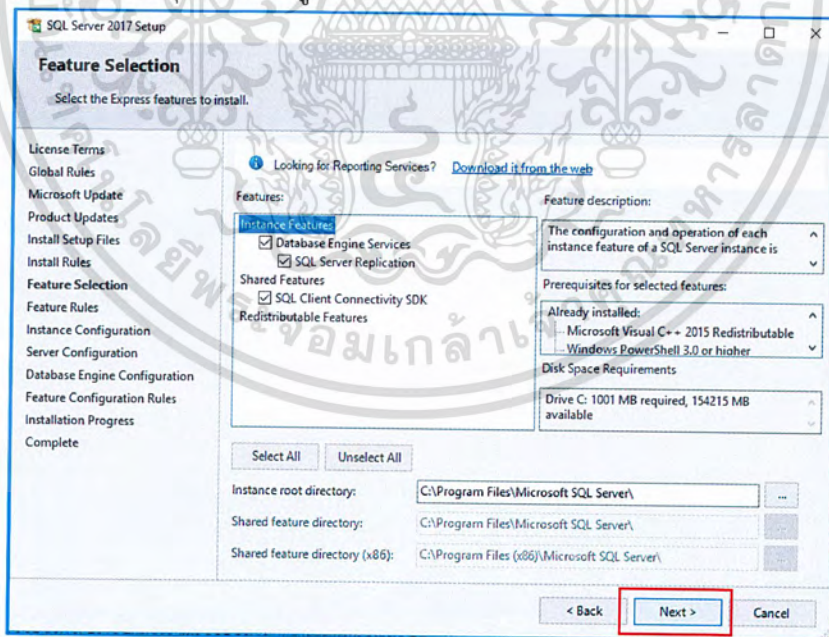 SQL Server 2017 Setup
Feature Selection
Select the Express features to install.
License Terms
Global Rules
Microsoft Update
Product Updates
Install Setup Files
Install Rules
Feature Selection
Feature Rules
Instance Configuration
Server Configuration
Database Engine Configuration
Feature Configuration Rules
Installation Progress
Complete
Looking for Reporting Services? Download it from the web
Features:
Instance Features
Database Engine Services
SQL Server Replication
Shared Features
SQL Client Connectivity SDK
Redistributable Features
Feature description:
The configuration and operation of each
instance feature of a SQL Server instance is
Prerequisites for selected features:
Already installed:
Microsoft Visual C++ 2015 Redistributable
Windows PowerShell 3.0 or higher
Disk Space Requirements
Drive C: 1001 MB required, 154215 MB
available
Select All Unselect All
Instance root directory: C:\Program Files\Microsoft SQL Server\ ...
Shared feature directory: C:\Program Files\Microsoft SQL Server\ ...
Shared feature directory (x86): C:\Program Files (x86)\Microsoft SQL Server\ ...
< Back Next > Cancel